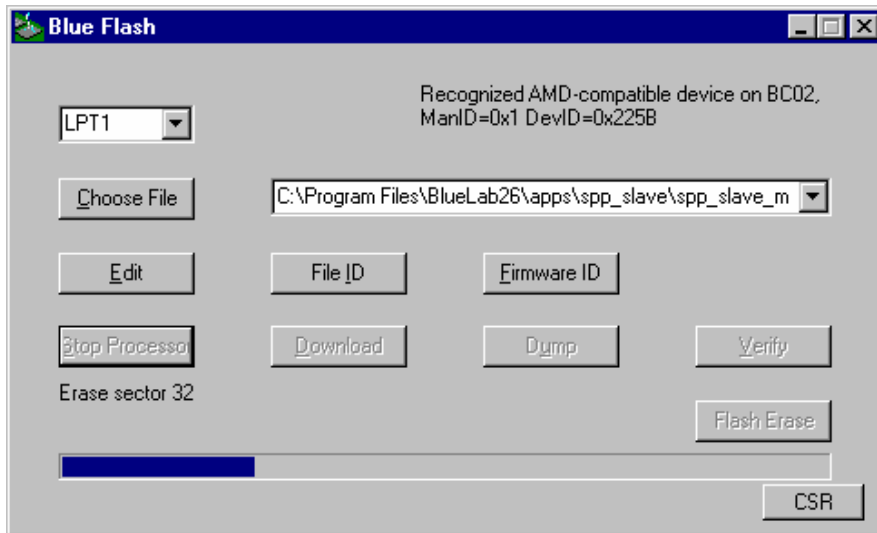 Blue Flash
Recognized AMD-compatible device on BC02,
ManID=0x1 DevID=0x225B
LPT1
Choose File
C:\Program Files\BlueLab26\apps\spp_slave\spp_slave_m
Edit
File ID
Firmware ID
Stop Processor
Download
Dump
Verify
Erase sector 32
Flash Erase
CSR